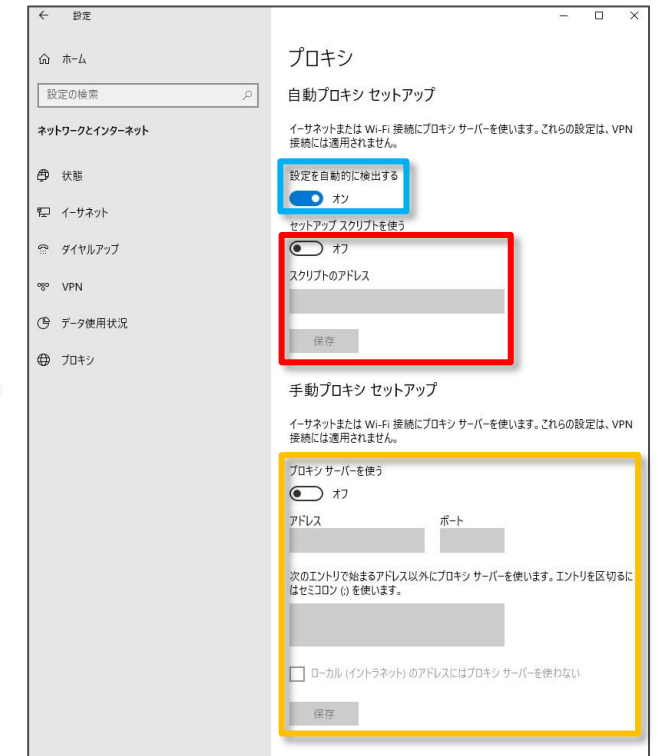 設定
ホーム
設定の検索
ネットワークとインターネット
状態
イーサネット
ダイヤルアップ
VPN
データ使用状況
プロキシ
プロキシ
自動プロキシ セットアップ
イーサネットまたは Wi-Fi 接続にプロキシ サーバーを使います。これらの設定は、VPN
接続には適用されません。
設定を自動的に検出する
オン
セットアップ スクリプトを使う
オフ
スクリプトのアドレス
保存
手動プロキシ セットアップ
イーサネットまたは Wi-Fi 接続にプロキシ サーバーを使います。これらの設定は、VPN
接続には適用されません。
プロキシ サーバーを使う
オフ
アドレス ポート
次のエントリで始まるアドレス以外にプロキシ サーバーを使います。エントリを区切るに
はセミコロン (;) を使います。
ローカル (イントラネット) のアドレスにはプロキシ サーバーを使わない
保存